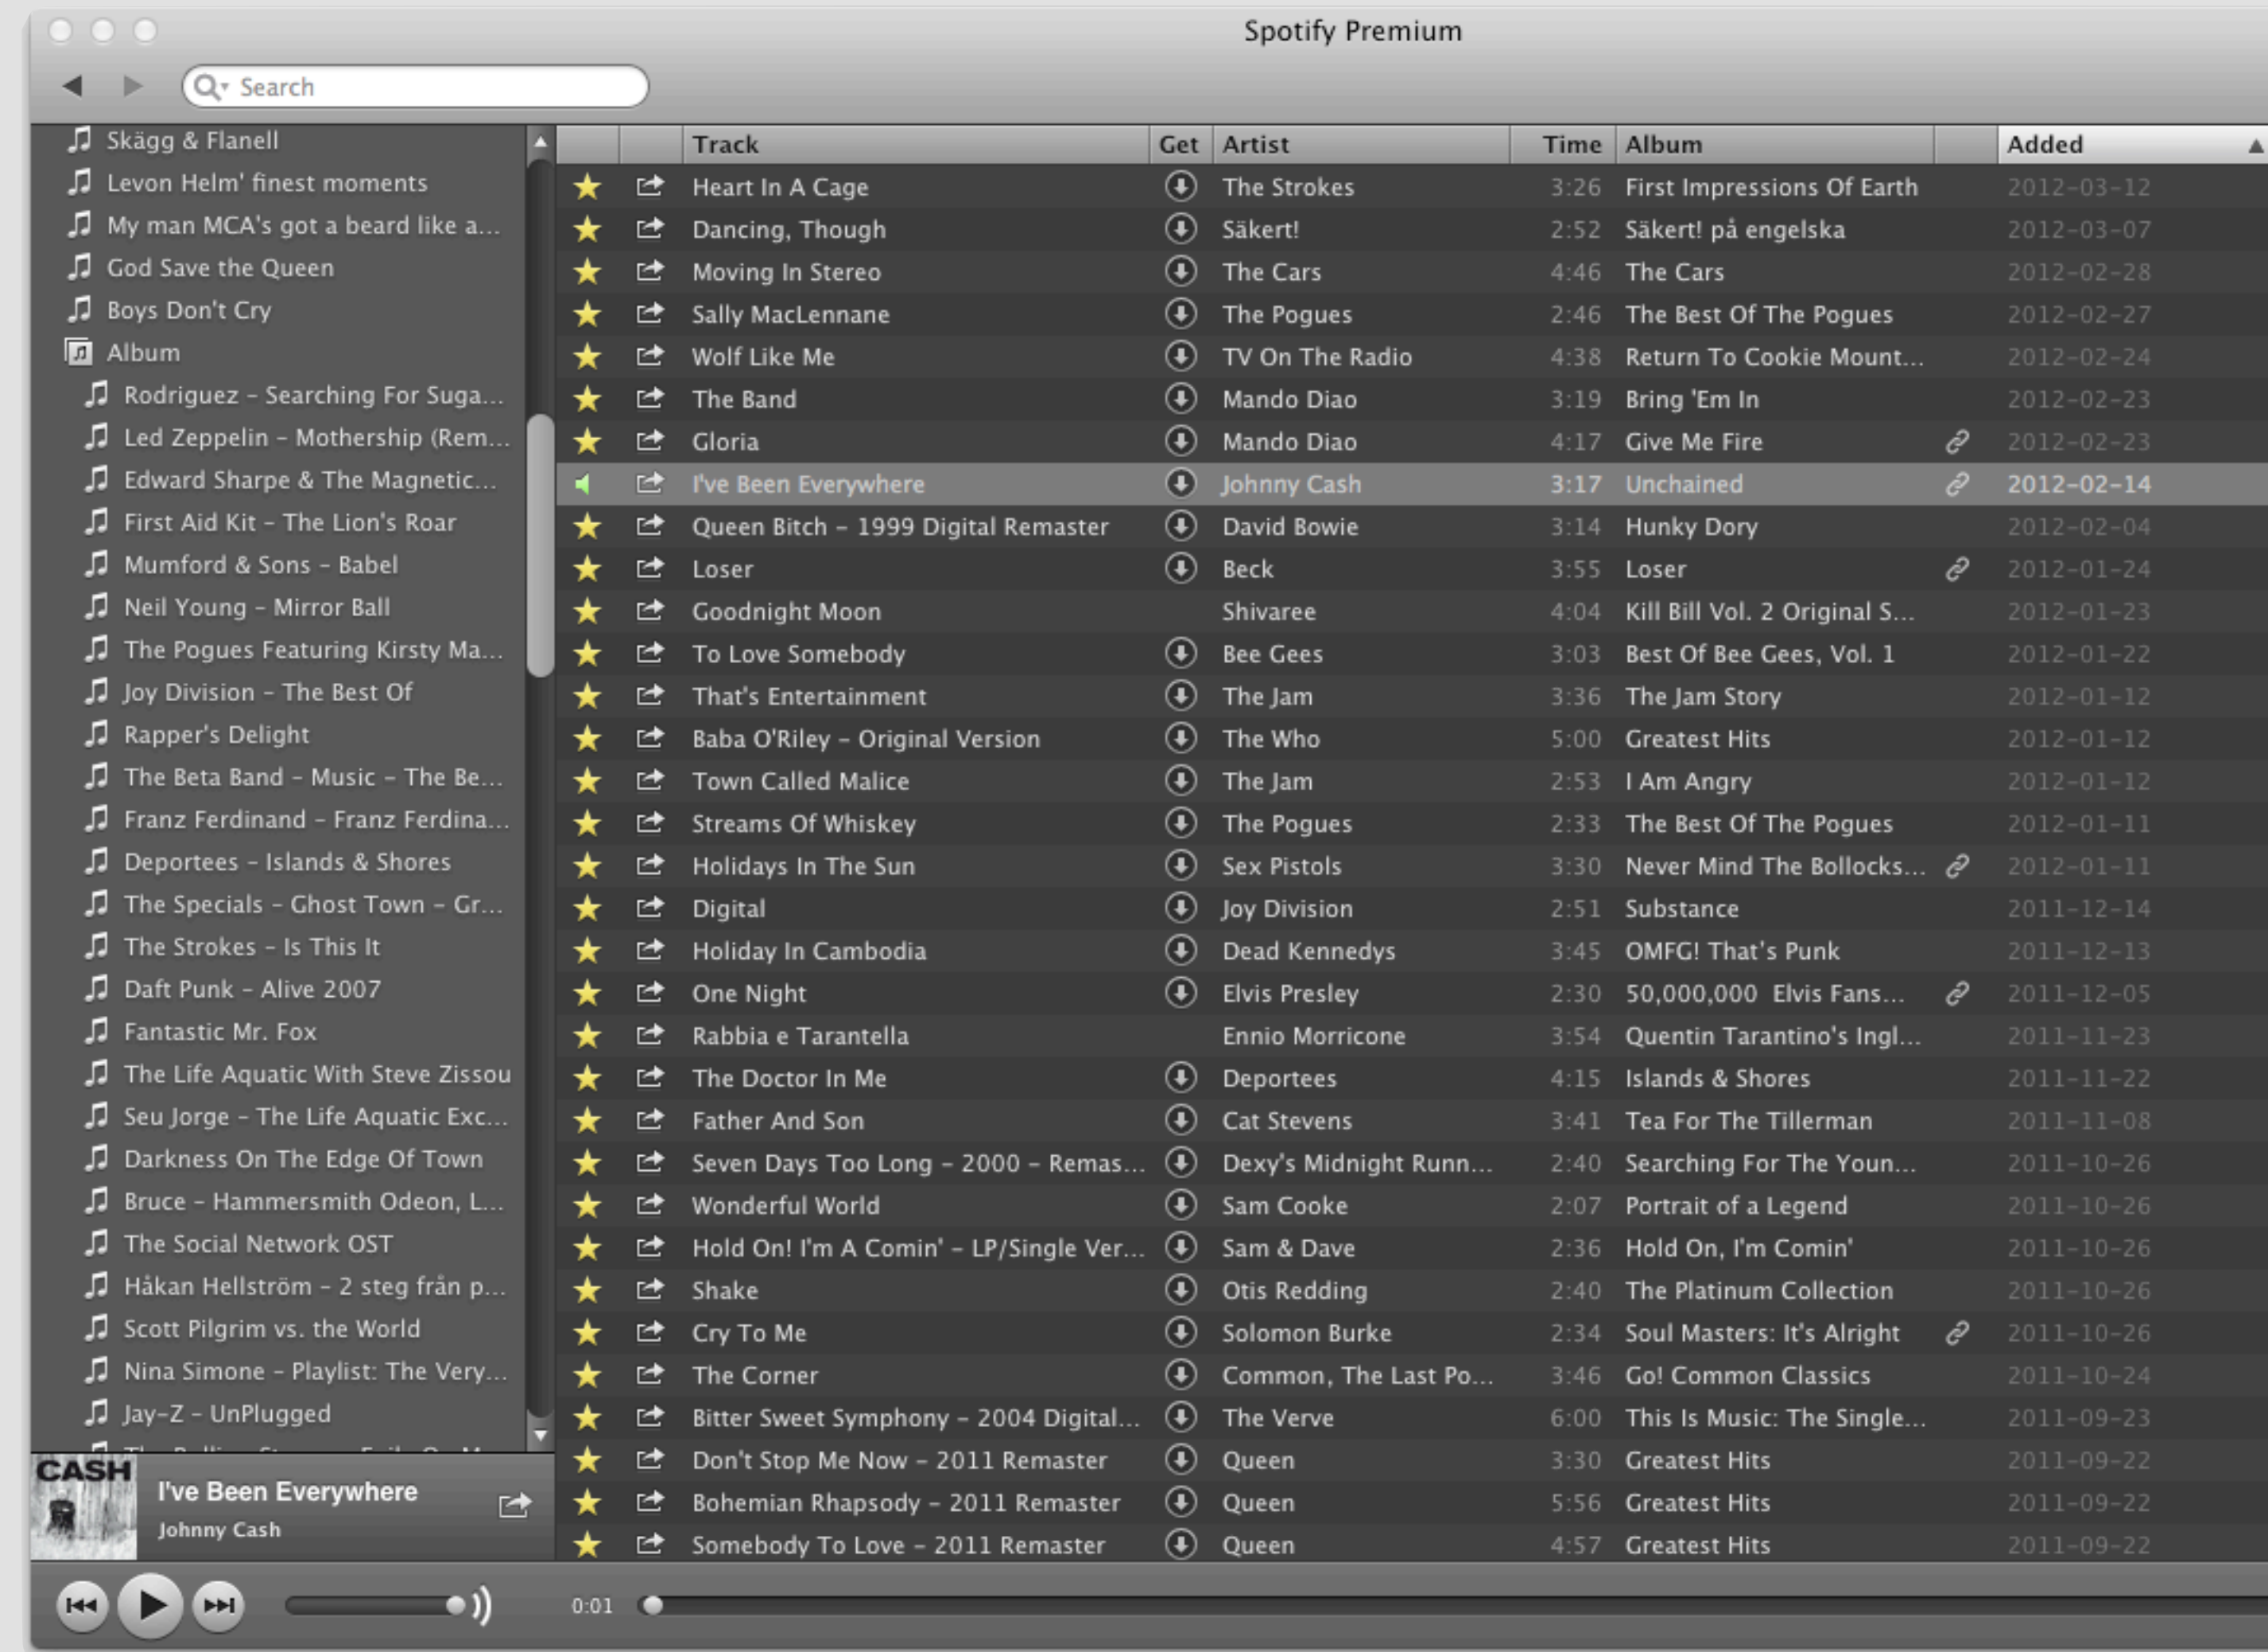 Spotify Premium
Search
Skägg & Flanell
Levon Helm' finest moments
My man MCA's got a beard like a...
God Save the Queen
Boys Don't Cry
Album
Rodriguez – Searching For Suga...
Led Zeppelin – Mothership (Rem...
Edward Sharpe & The Magnetic...
First Aid Kit – The Lion's Roar
Mumford & Sons – Babel
Neil Young – Mirror Ball
The Pogues Featuring Kirsty Ma...
Joy Division – The Best Of
Rapper's Delight
The Beta Band – Music – The Be...
Franz Ferdinand – Franz Ferdina...
Deportees – Islands & Shores
The Specials – Ghost Town – Gr...
The Strokes – Is This It
Daft Punk – Alive 2007
Fantastic Mr. Fox
The Life Aquatic With Steve Zissou
Seu Jorge – The Life Aquatic Exc...
Darkness On The Edge Of Town
Bruce – Hammersmith Odeon, L...
The Social Network OST
Håkan Hellström – 2 steg från p...
Scott Pilgrim vs. the World
Nina Simone – Playlist: The Very...
Jay-Z – UnPlugged
CASH
I've Been Everywhere
Johnny Cash
Track Get Artist Time Album Added
Heart In A Cage The Strokes 3:26 First Impressions Of Earth 2012-03-12
Dancing, Though Säkert! 2:52 Säkert! på engelska 2012-03-07
Moving In Stereo The Cars 4:46 The Cars 2012-02-28
Sally MacLennane The Pogues 2:46 The Best Of The Pogues 2012-02-27
Wolf Like Me TV On The Radio 4:38 Return To Cookie Mount... 2012-02-24
The Band Mando Diao 3:19 Bring 'Em In 2012-02-23
Gloria Mando Diao 4:17 Give Me Fire 2012-02-23
I've Been Everywhere Johnny Cash 3:17 Unchained 2012-02-14
Queen Bitch – 1999 Digital Remaster David Bowie 3:14 Hunky Dory 2012-02-04
Loser Beck 3:55 Loser 2012-01-24
Goodnight Moon Shivaree 4:04 Kill Bill Vol. 2 Original S... 2012-01-23
To Love Somebody Bee Gees 3:03 Best Of Bee Gees, Vol. 1 2012-01-22
That's Entertainment The Jam 3:36 The Jam Story 2012-01-12
Baba O'Riley – Original Version The Who 5:00 Greatest Hits 2012-01-12
Town Called Malice The Jam 2:53 I Am Angry 2012-01-12
Streams Of Whiskey The Pogues 2:33 The Best Of The Pogues 2012-01-11
Holidays In The Sun Sex Pistols 3:30 Never Mind The Bollocks... 2012-01-11
Digital Joy Division 2:51 Substance 2011-12-14
Holiday In Cambodia Dead Kennedys 3:45 OMFG! That's Punk 2011-12-13
One Night Elvis Presley 2:30 50,000,000 Elvis Fans... 2011-12-05
Rabbia e Tarantella Ennio Morricone 3:54 Quentin Tarantino's Ingl... 2011-11-23
The Doctor In Me Deportees 4:15 Islands & Shores 2011-11-22
Father And Son Cat Stevens 3:41 Tea For The Tillerman 2011-11-08
Seven Days Too Long – 2000 – Remas... Dexy's Midnight Runn... 2:40 Searching For The Youn... 2011-10-26
Wonderful World Sam Cooke 2:07 Portrait of a Legend 2011-10-26
Hold On! I'm A Comin' – LP/Single Ver... Sam & Dave 2:36 Hold On, I'm Comin' 2011-10-26
Shake Otis Redding 2:40 The Platinum Collection 2011-10-26
Cry To Me Solomon Burke 2:34 Soul Masters: It's Alright 2011-10-26
The Corner Common, The Last Po... 3:46 Go! Common Classics 2011-10-24
Bitter Sweet Symphony – 2004 Digital... The Verve 6:00 This Is Music: The Single... 2011-09-23
Don't Stop Me Now – 2011 Remaster Queen 3:30 Greatest Hits 2011-09-22
Bohemian Rhapsody – 2011 Remaster Queen 5:56 Greatest Hits 2011-09-22
Somebody To Love – 2011 Remaster Queen 4:57 Greatest Hits 2011-09-22
0:01